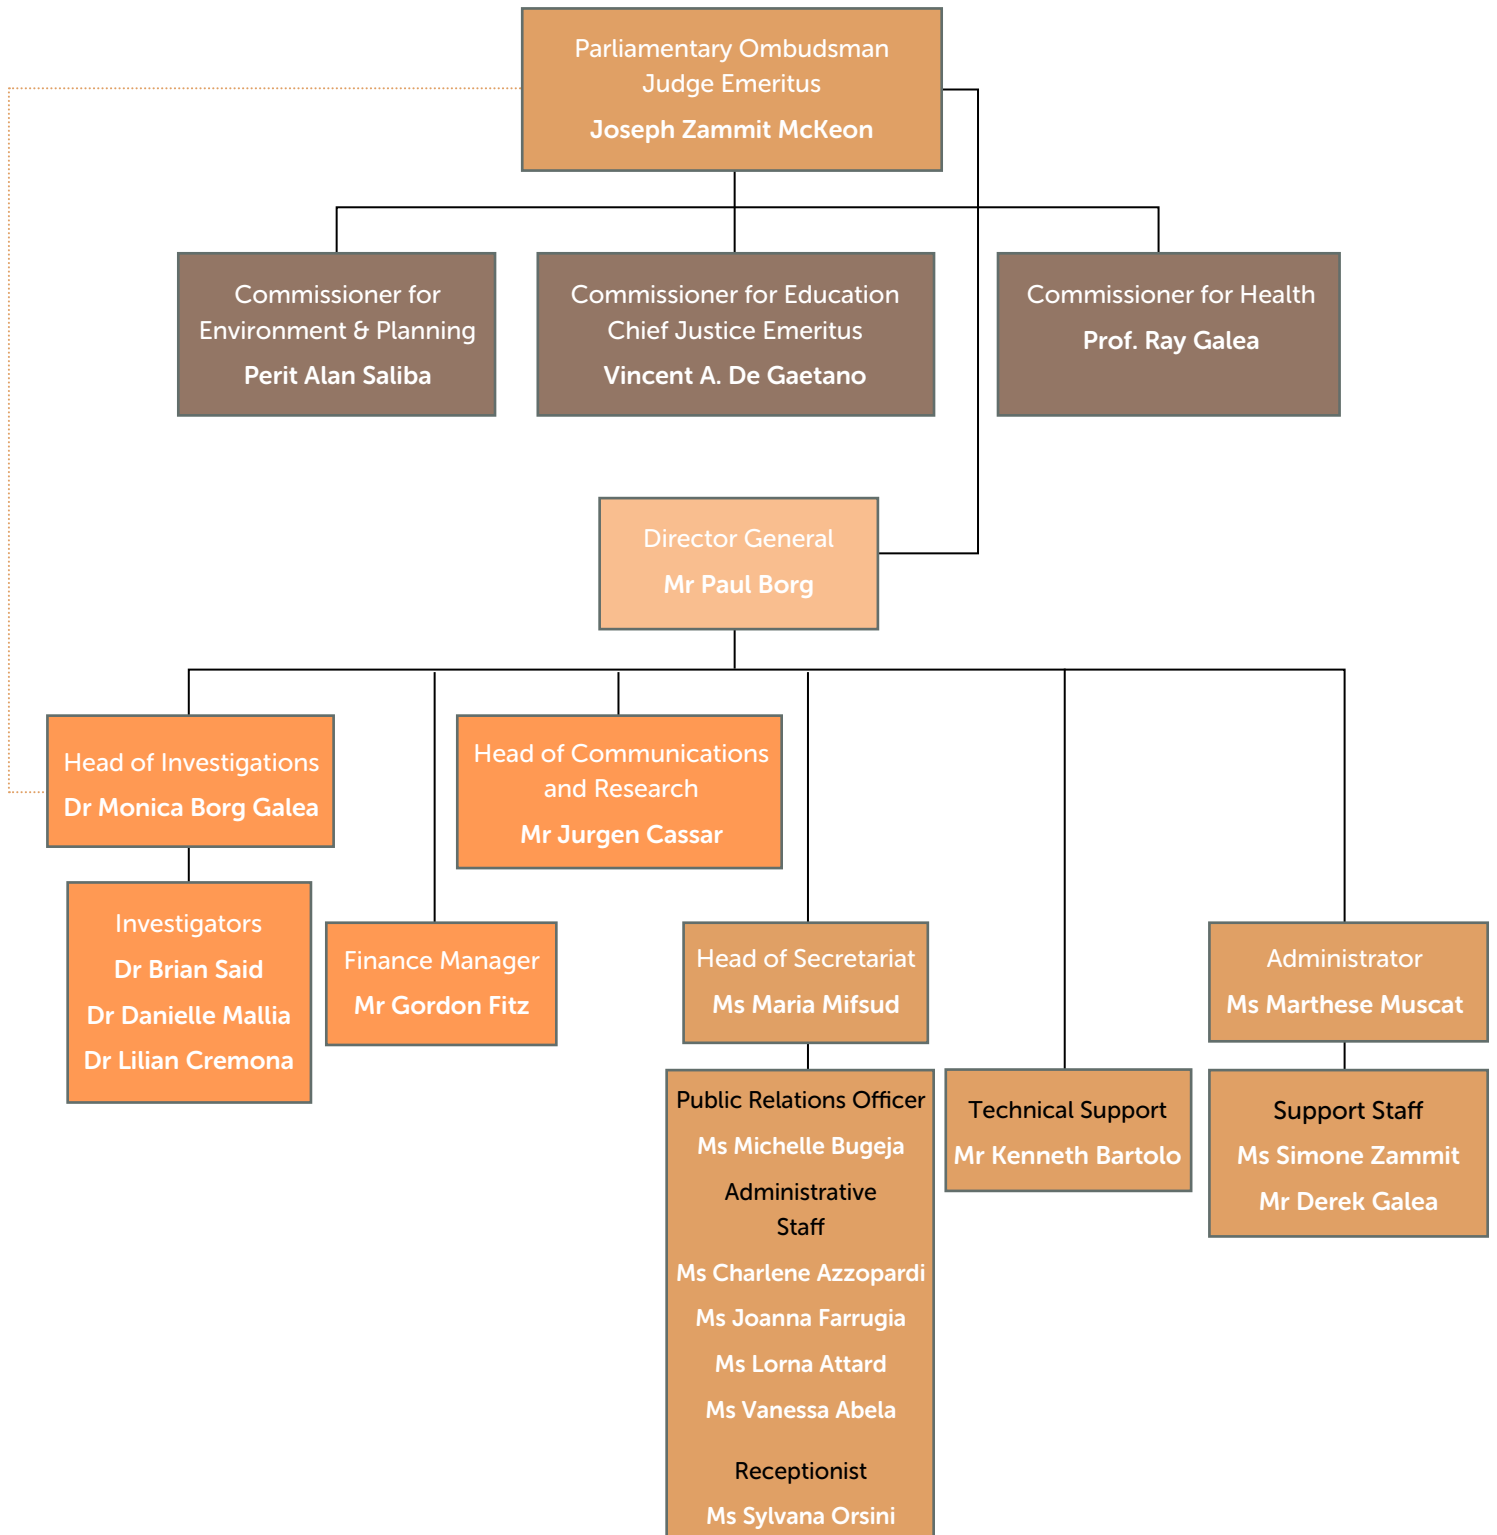 Parliamentary Ombudsman
Judge Emeritus
Joseph Zammit McKeon
Commissioner for
Environment & Planning
Perit Alan Saliba
Commissioner for Education
Chief Justice Emeritus
Vincent A. De Gaetano
Commissioner for Health
Prof. Ray Galea
Director General
Mr Paul Borg
Head of Investigations
Dr Monica Borg Galea
Head of Communications
and Research
Mr Jurgen Cassar
Investigators
Dr Brian Said
Dr Danielle Mallia
Dr Lilian Cremona
Finance Manager
Mr Gordon Fitz
Head of Secretariat
Ms Maria Mifsud
Administrator
Ms Marthese Muscat
Public Relations Officer
Ms Michelle Bugeja
Administrative
Staff
Ms Charlene Azzopardi
Ms Joanna Farrugia
Ms Lorna Attard
Ms Vanessa Abela
Receptionist
Ms Sylvana Orsini
Technical Support
Mr Kenneth Bartolo
Support Staff
Ms Simone Zammit
Mr Derek Galea